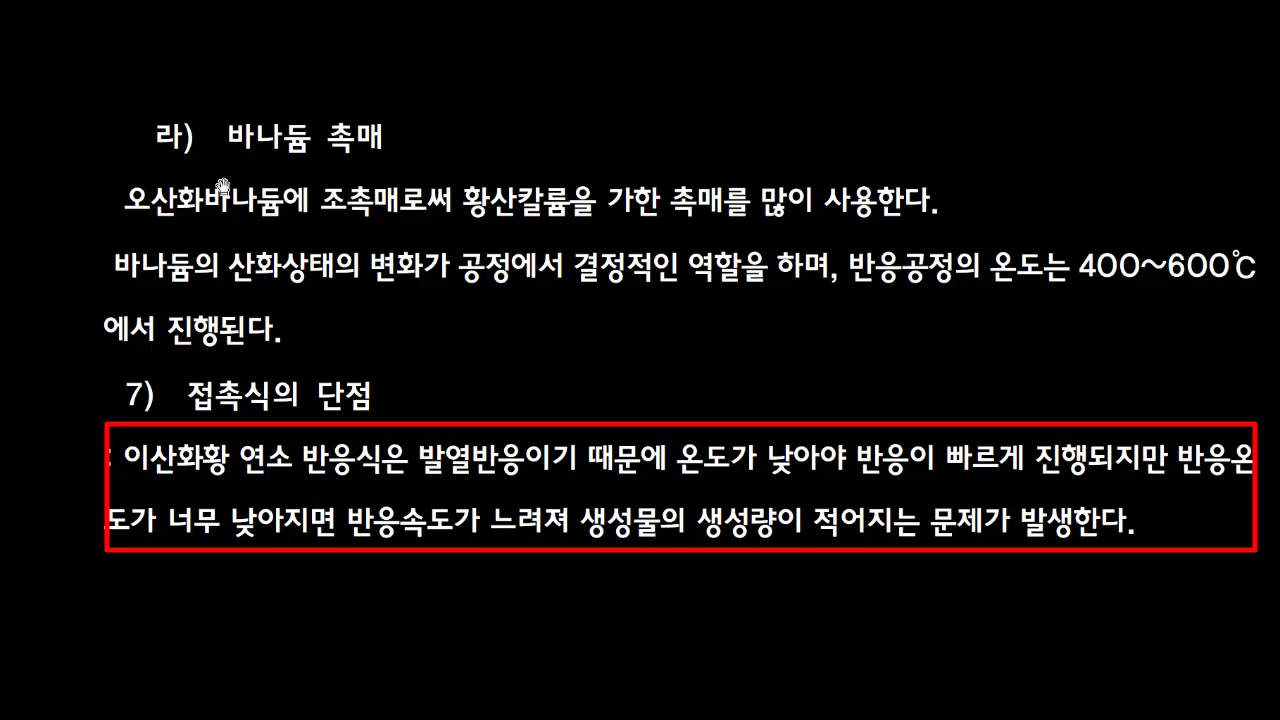 라) 바나듐 촉매
오산화바나듐에 조촉매로써 황산칼륨을 가한 촉매를 많이 사용한다.
바나듐의 산화상태의 변화가 공정에서 결정적인 역할을 하며, 반응공정의 온도는 400~600℃
에서 진행된다.
7) 접촉식의 단점
: 이산화황 연소 반응식은 발열반응이기 때문에 온도가 낮아야 반응이 빠르게 진행되지만 반응온
도가 너무 낮아지면 반응속도가 느려져 생성물의 생성량이 적어지는 문제가 발생한다.